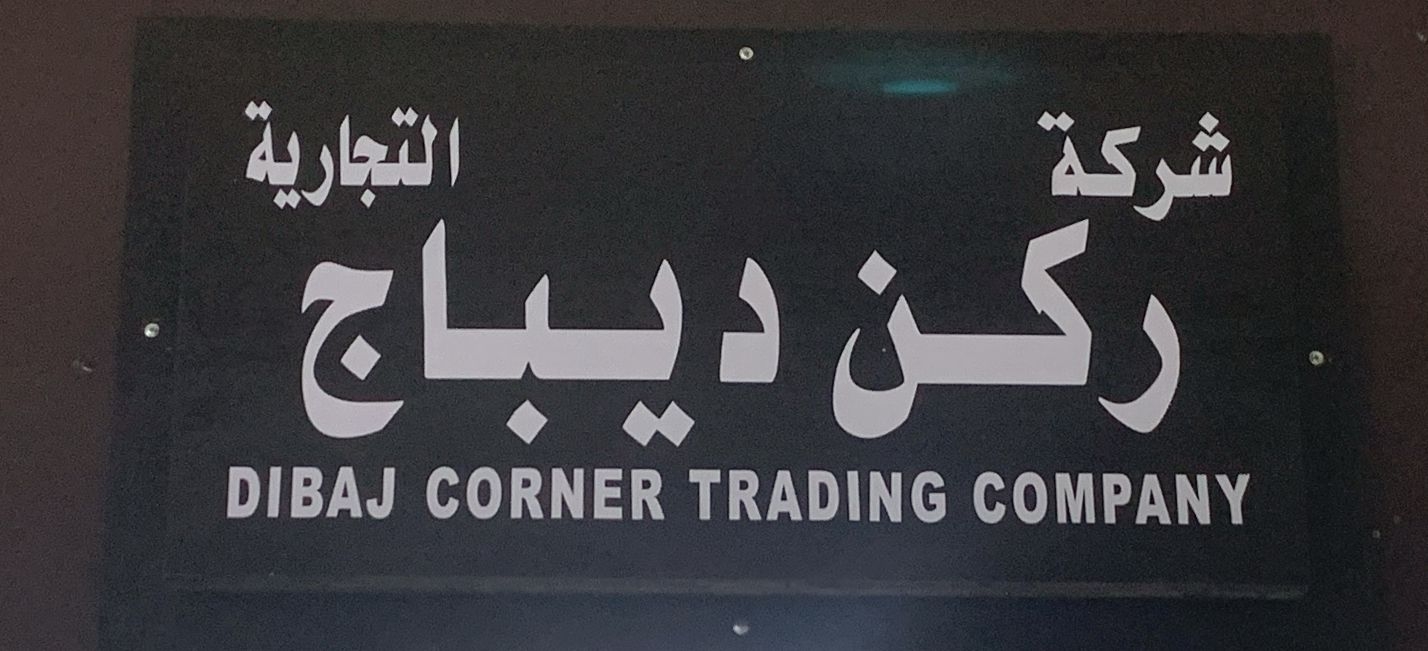 شركة التجارية
ركن ديباج
DIBAJ CORNER TRADING COMPANY